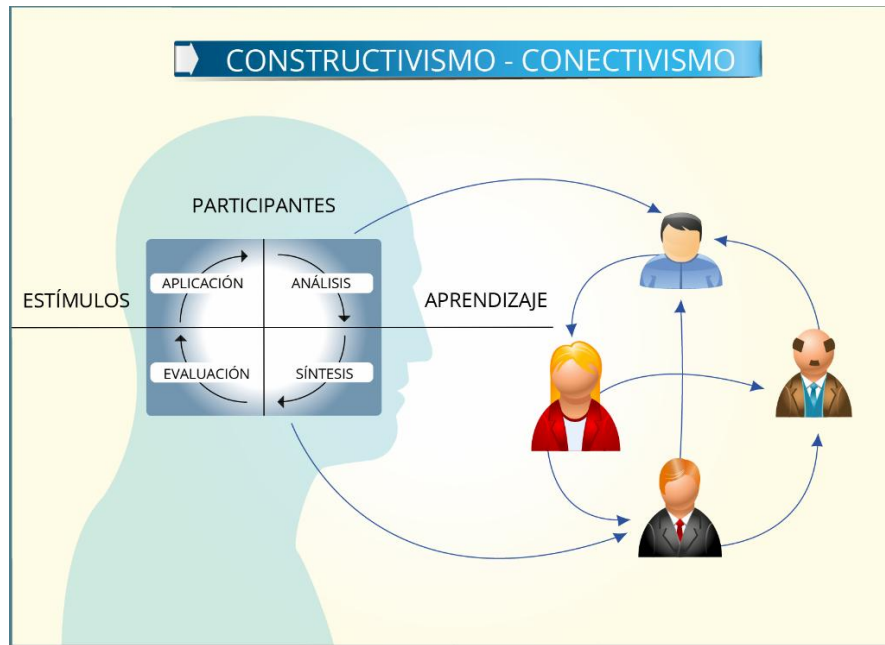 CONSTRUCTIVISMO - CONECTIVISMO
PARTICIPANTES
APLICACIÓN
ANÁLISIS
ESTÍMULOS
APRENDIZAJE
EVALUACIÓN
SÍNTESIS